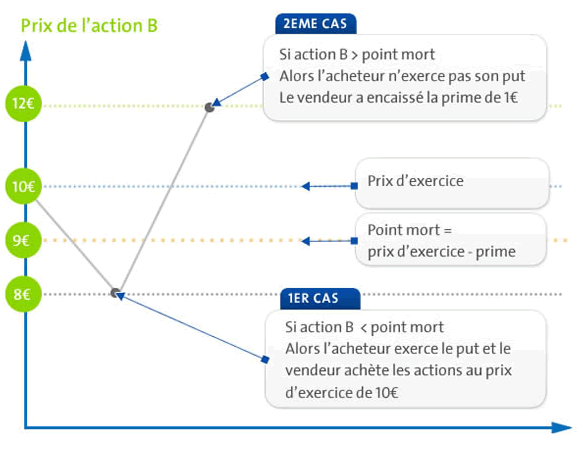 Prix de l'action B
2EME CAS
Si action B > point mort
Alors l'acheteur n'exerce pas son put
Le vendeur a encaissé la prime de 1€
12€
10€
Prix d'exercice
9€
Point mort =
prix d'exercice - prime
8€
1ER CAS
Si action B < point mort
Alors l'acheteur exerce le put et le
vendeur achète les actions au prix
d'exercice de 10€